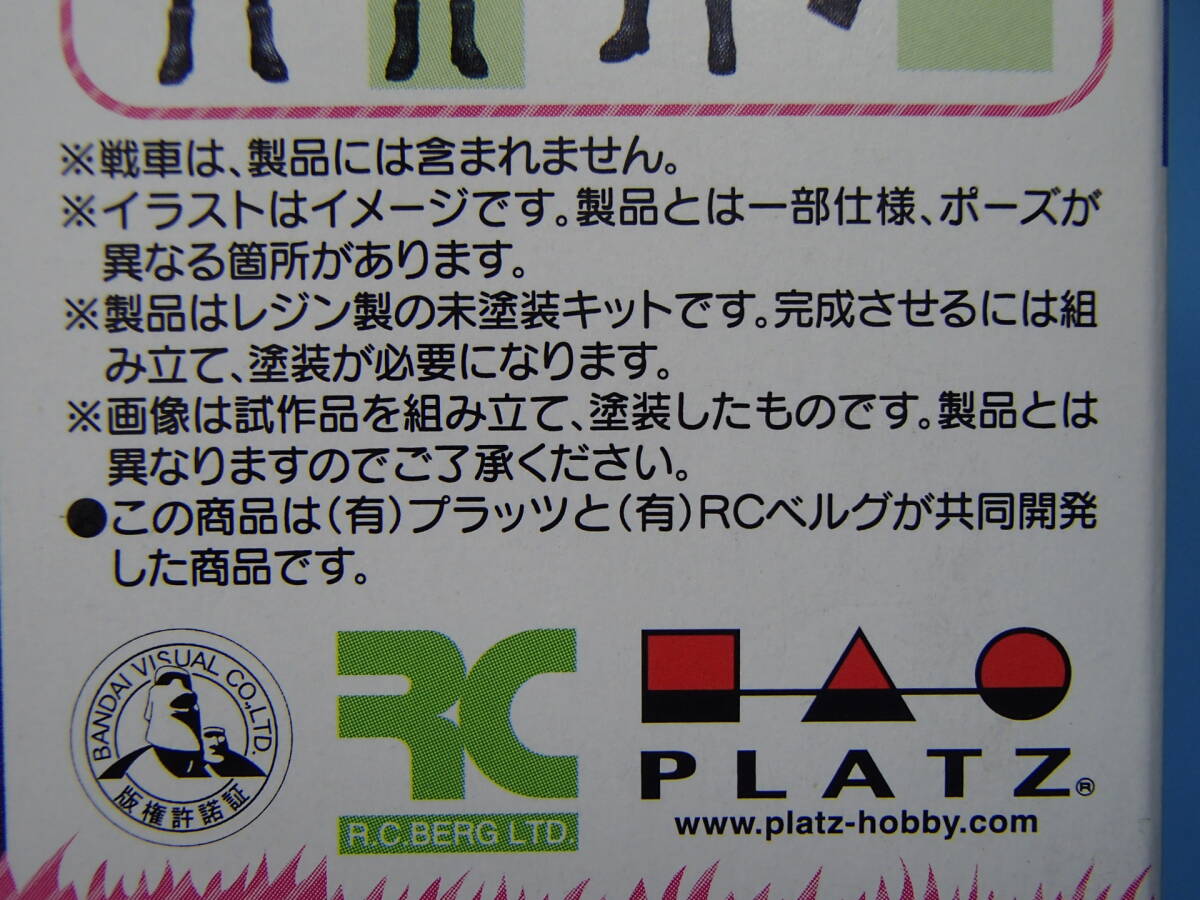 ※戦車は、製品には含まれません。
※イラストはイメージです。製品とは一部仕様、ポーズが
異なる箇所があります。
※製品はレジン製の未塗装キットです。完成させるには組
み立て、塗装が必要になります。
※画像は試作品を組み立て、塗装したものです。製品とは
異なりますのでご了承ください。
●この商品は(有)プラッツと(有)RCベルグが共同開発
した商品です。
BANDAI VISUAL CO.,LTD.
版権許諾証
RC
R.C.BERG LTD.
PLATZ®
www.platz-hobby.com